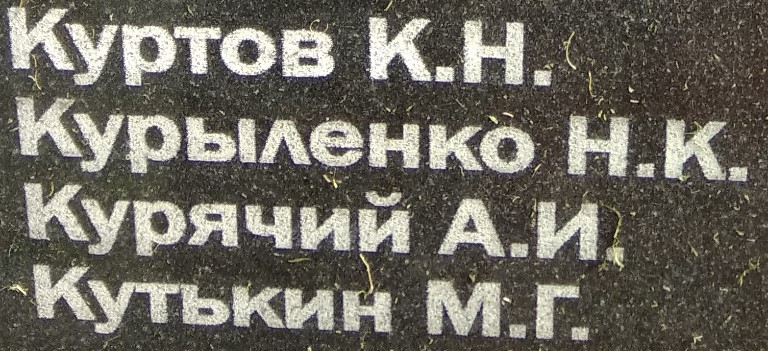 Куртов К.Н.
Курыленко Н.К.
Курячий А.И.
Кутькин М.Г.